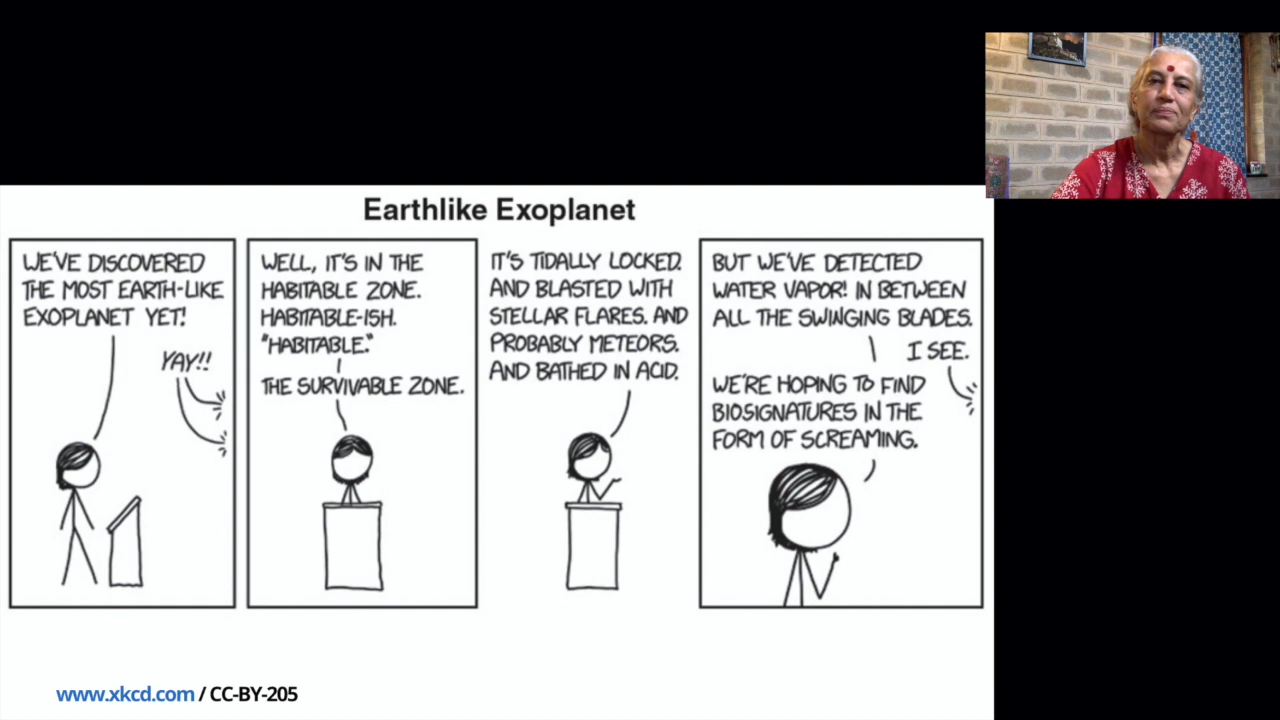 Earthlike Exoplanet
WE'VE DISCOVERED
THE MOST EARTH-LIKE
EXOPLANET YET!
YAY!!
WELL, IT'S IN THE
HABITABLE ZONE.
HABITABLE-ISH.
"HABITABLE."
THE SURVIVABLE ZONE.
IT'S TIDALLY LOCKED.
AND BLASTED WITH
STELLAR FLARES. AND
PROBABLY METEORS.
AND BATHED IN ACID.
BUT WE'VE DETECTED
WATER VAPOR! IN BETWEEN
ALL THE SWINGING BLADES.
I SEE.
WE'RE HOPING TO FIND
BIOSIGNATURES IN THE
FORM OF SCREAMING.
www.xkcd.com / CC-BY-205